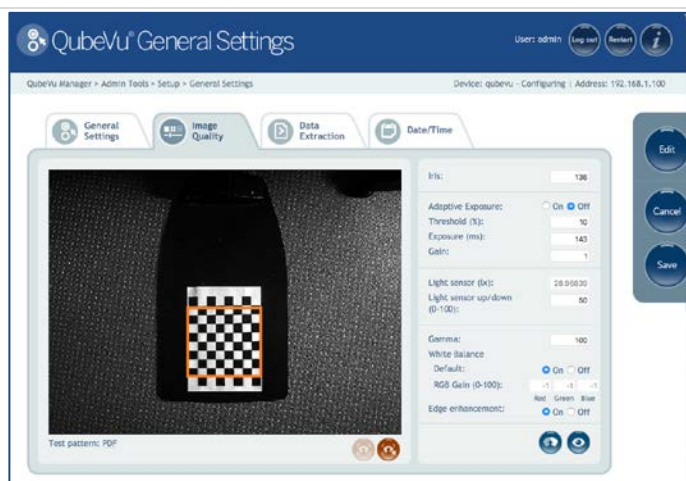 QubeVu® General Settings
User: admin
Log out
Restart
i
QubeVu Manager > Admin Tools > Setup > General Settings
Device: qubevu - Configuring | Address: 192.168.1.100
General Settings
Image Quality
Data Extraction
Date/Time
Edit
Cancel
Save
Iris: 136
Adaptive Exposure: On Off
Threshold (%): 10
Exposure (ms): 143
Gain: 1
Light sensor (lx):
Light sensor up/down (0-100): 50
Gamma: 100
White Balance
Default: On Off
RGB Gain (0-100): -1 -1 -1
Red Green Blue
Edge enhancement: On Off
Test pattern: PDF